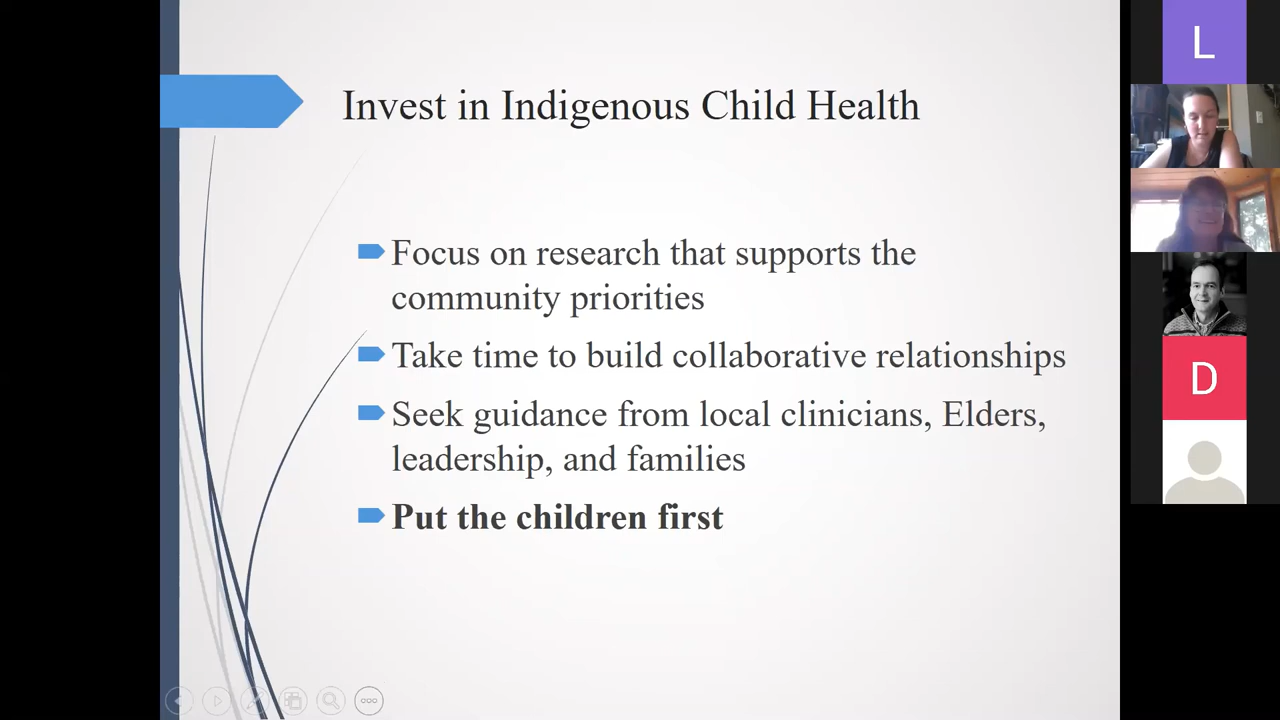 Invest in Indigenous Child Health
Focus on research that supports the
community priorities
Take time to build collaborative relationships
Seek guidance from local clinicians, Elders,
leadership, and families
Put the children first
L
D